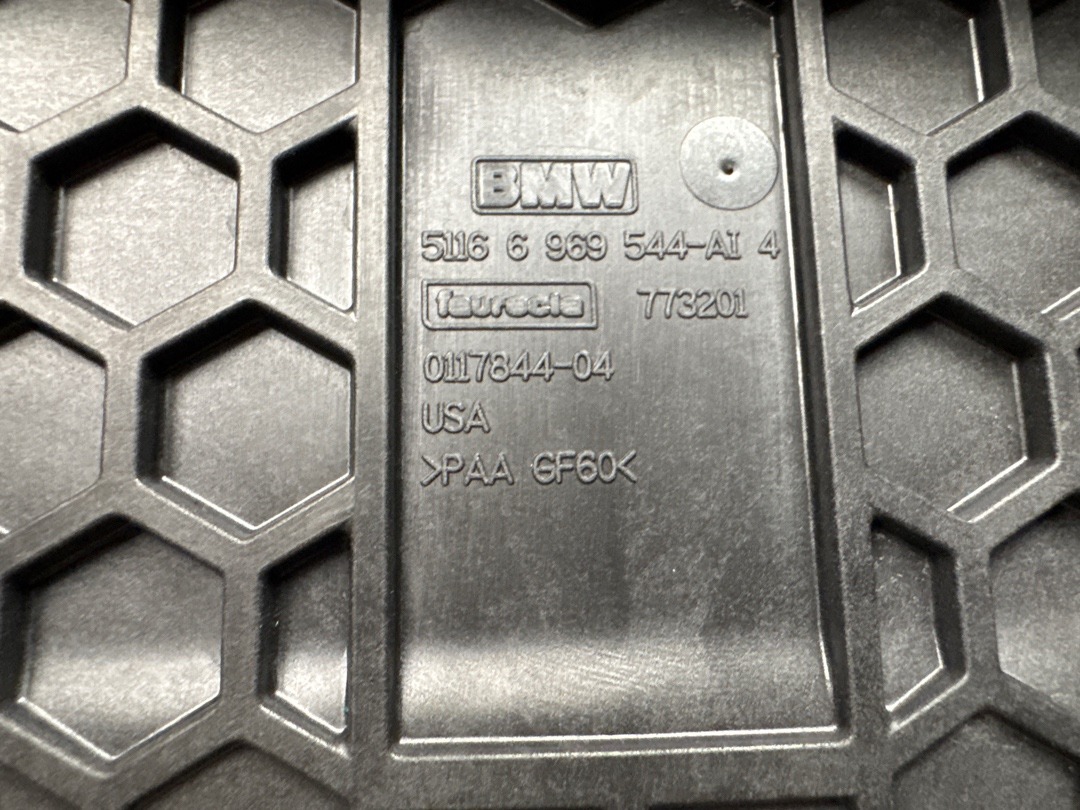 BMW
5116 6 969 544-AI 4
faurecia 773201
0117844-04
USA
>PAA GF60<